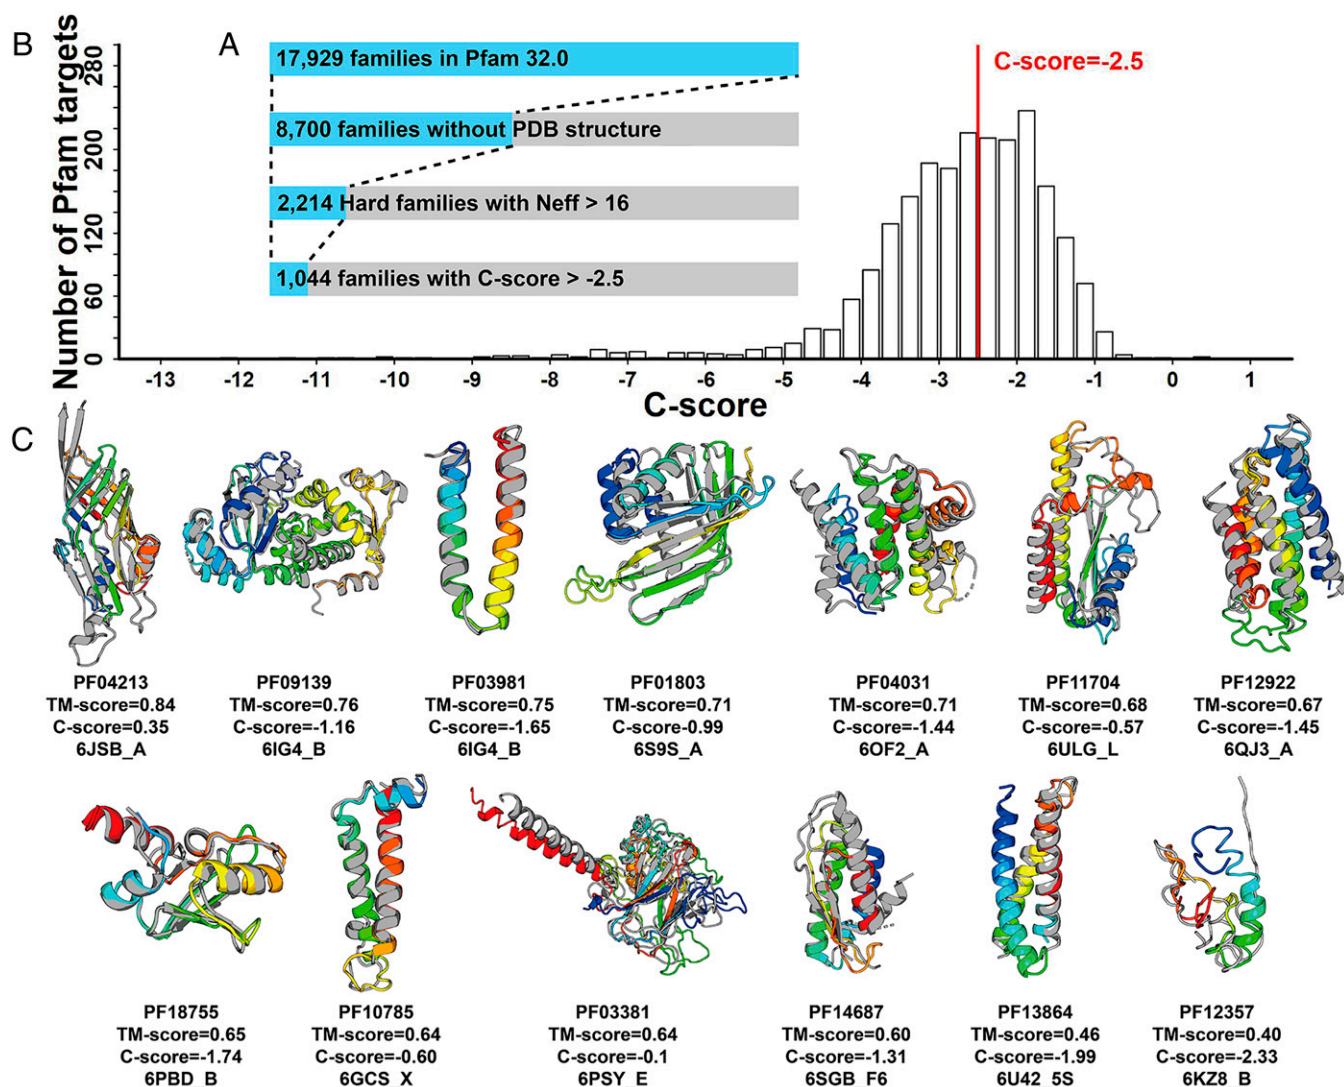 B
A
Number of Pfam targets
280
200
120
60
0
17,929 families in Pfam 32.0
8,700 families without PDB structure
2,214 Hard families with Neff > 16
1,044 families with C-score > -2.5
C-score=-2.5
-13 -12 -11 -10 -9 -8 -7 -6 -5 -4 -3 -2 -1 0 1
C-score
C
PF04213
TM-score=0.84
C-score=0.35
6JSB_A
PF09139
TM-score=0.76
C-score=-1.16
6IG4_B
PF03981
TM-score=0.75
C-score=-1.65
6IG4_B
PF01803
TM-score=0.71
C-score-0.99
6S9S_A
PF04031
TM-score=0.71
C-score=-1.44
6OF2_A
PF11704
TM-score=0.68
C-score=-0.57
6ULG_L
PF12922
TM-score=0.67
C-score=-1.45
6QJ3_A
PF18755
TM-score=0.65
C-score=-1.74
6PBD_B
PF10785
TM-score=0.64
C-score=-0.60
6GCS_X
PF03381
TM-score=0.64
C-score=-0.1
6PSY_E
PF14687
TM-score=0.60
C-score=-1.31
6SGB_F6
PF13864
TM-score=0.46
C-score=-1.99
6U42_5S
PF12357
TM-score=0.40
C-score=-2.33
6KZ8_B